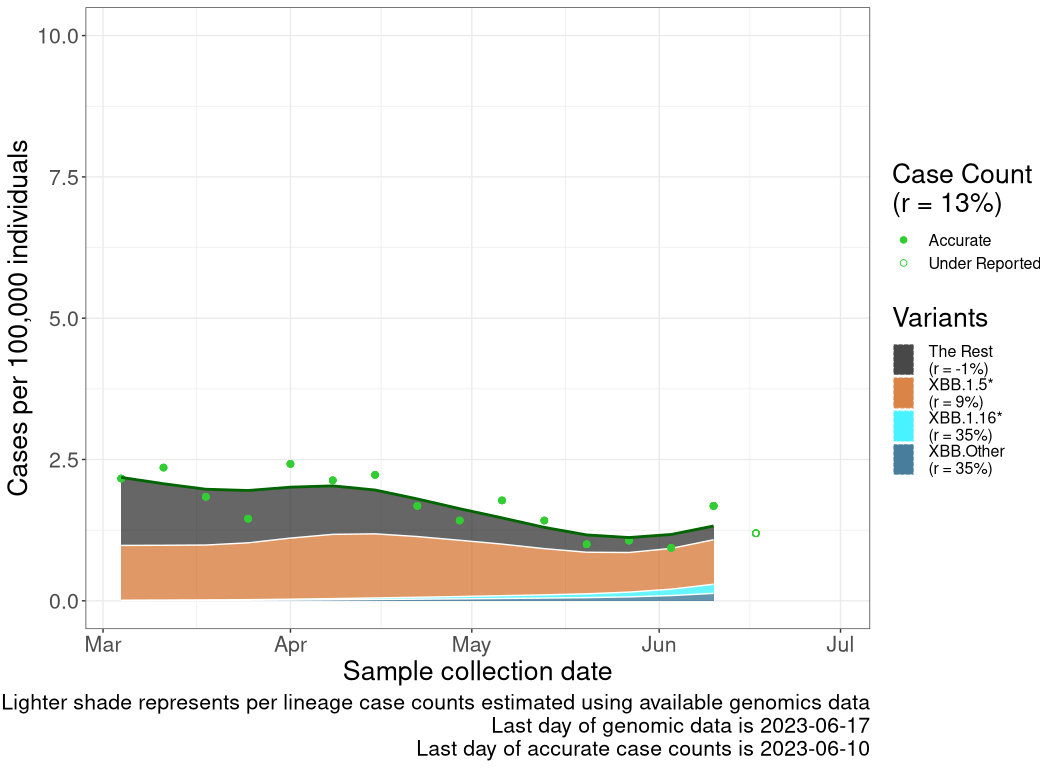 10.0
7.5
5.0
2.5
0.0
Cases per 100,000 individuals
Mar Apr May Jun Jul
Sample collection date
Case Count
(r = 13%)
Accurate
Under Reported
Variants
The Rest
(r = -1%)
XBB.1.5*
(r = 9%)
XBB.1.16*
(r = 35%)
XBB.Other
(r = 35%)
Lighter shade represents per lineage case counts estimated using available genomics data
Last day of genomic data is 2023-06-17
Last day of accurate case counts is 2023-06-10